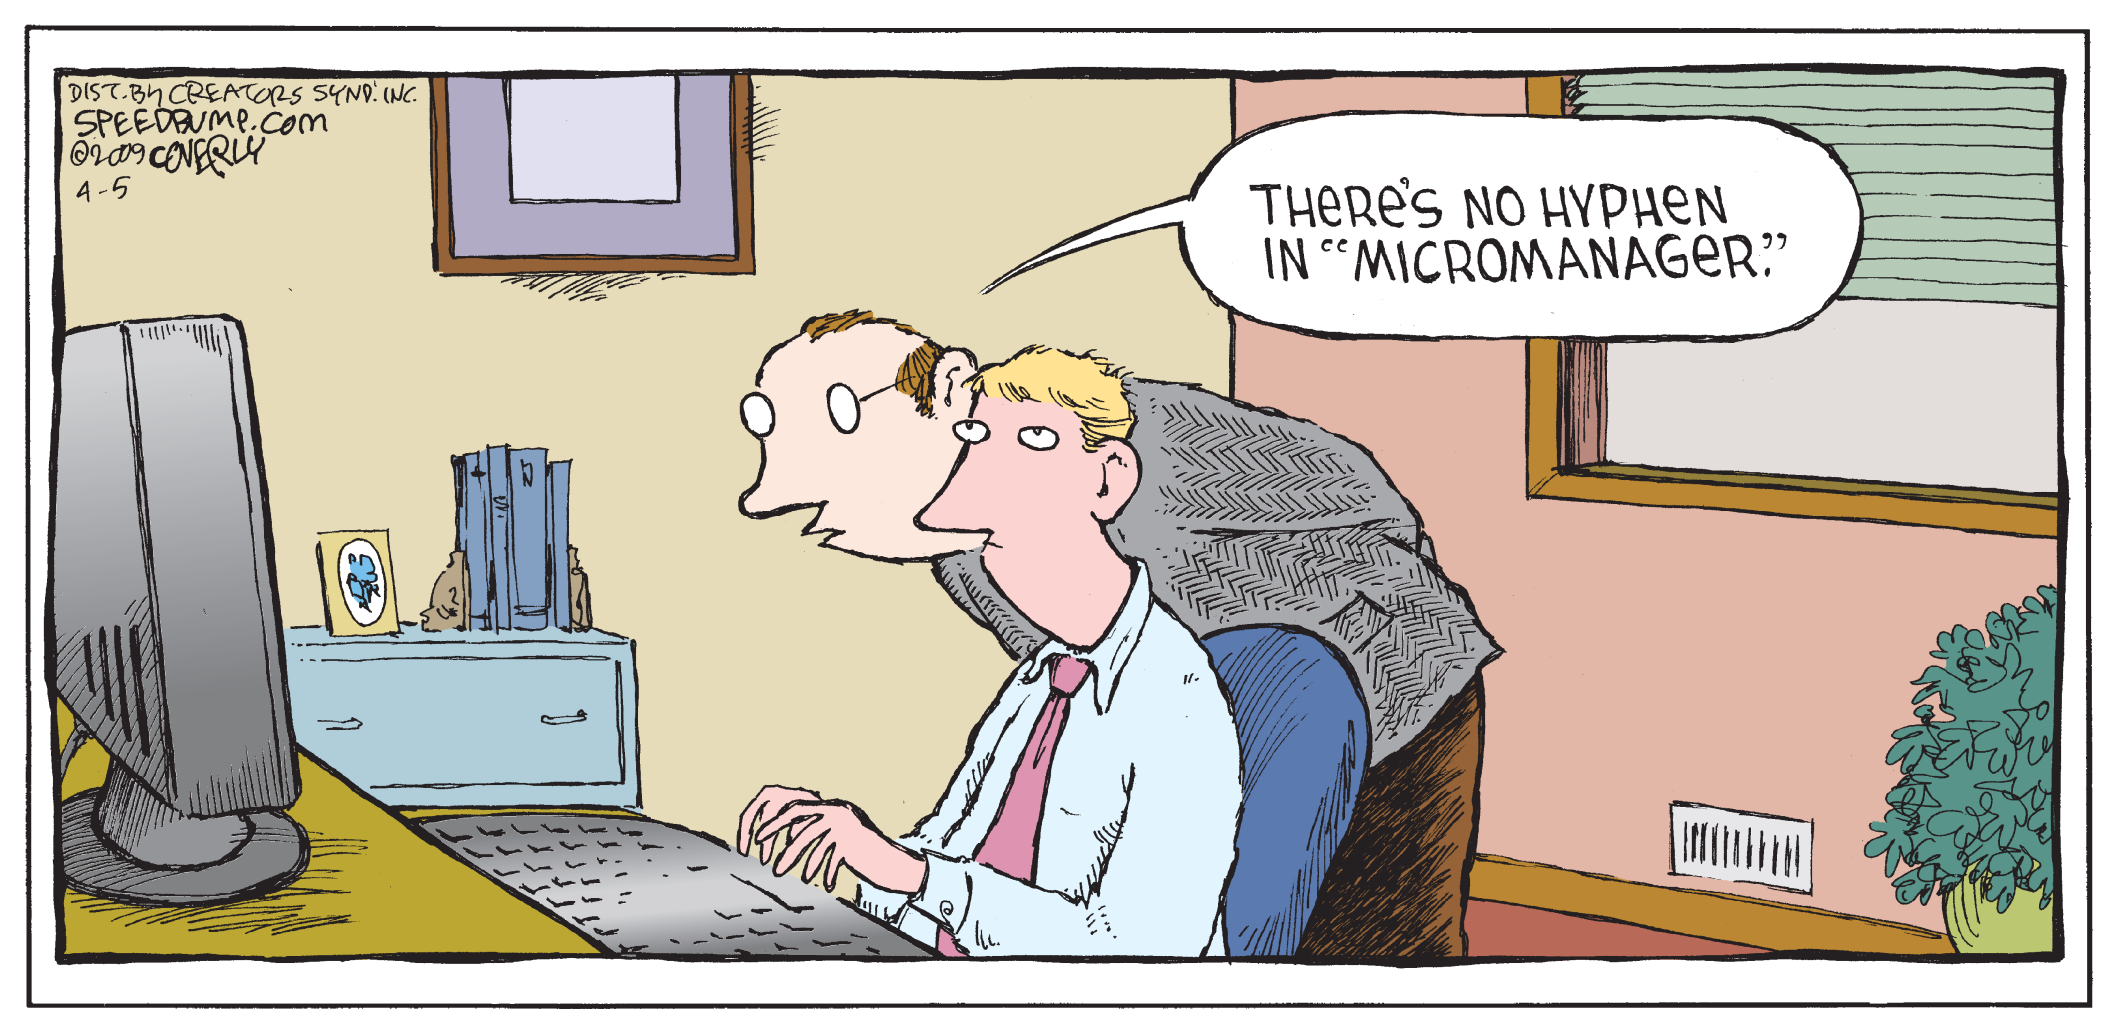 DIST. BY CREATORS SYND. INC.
SPEEDBUMP.COM
©2009 COVERLY
4-5
THERE'S NO HYPHEN
IN “MICROMANAGER.”